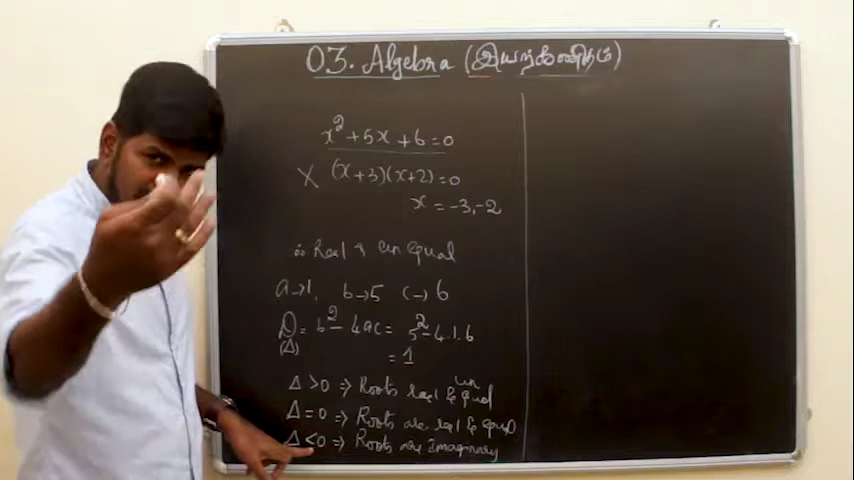 03. Algebra (இயற்கணிதம்)
x² + 5x + 6 = 0
X (x+3)(x+2) = 0
x = -3, -2
∴ Real & un equal
a → 1, b → 5 c → 6
D = b² - 4ac = 5² - 4.1.6
(Δ)
= 1
Δ > 0 => Roots real & un equal
Δ = 0 => Roots are real & equal
Δ < 0 => Roots are Imaginary